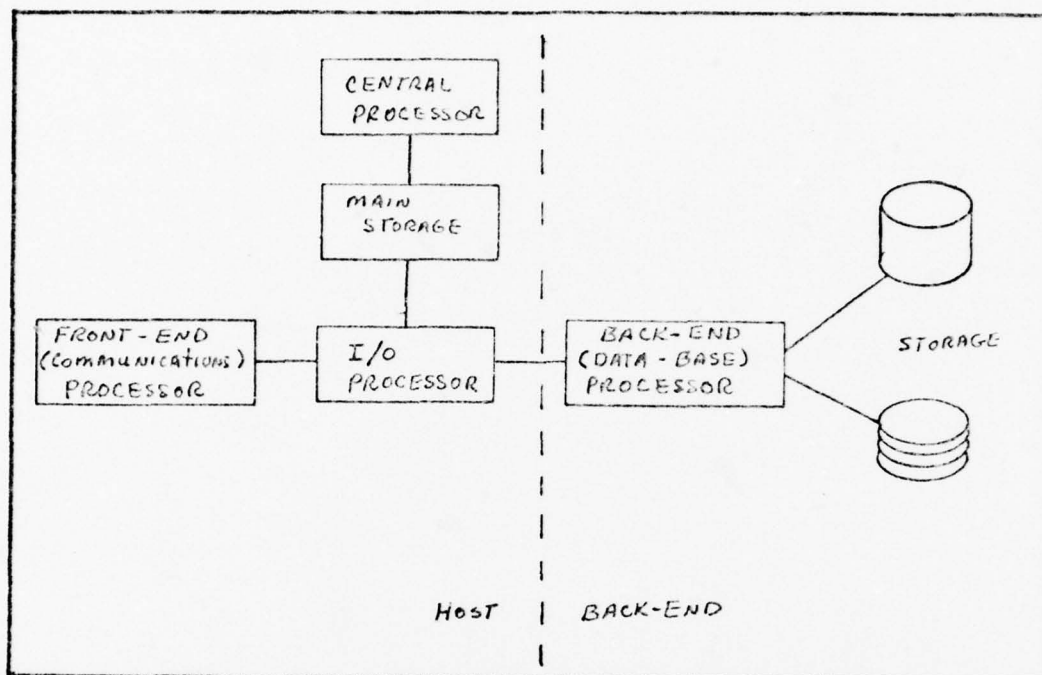 CENTRAL
PROCESSOR
MAIN
STORAGE
FRONT-END
(COMMUNICATIONS)
PROCESSOR
I/O
PROCESSOR
BACK-END
(DATA-BASE)
PROCESSOR
STORAGE
HOST
BACK-END